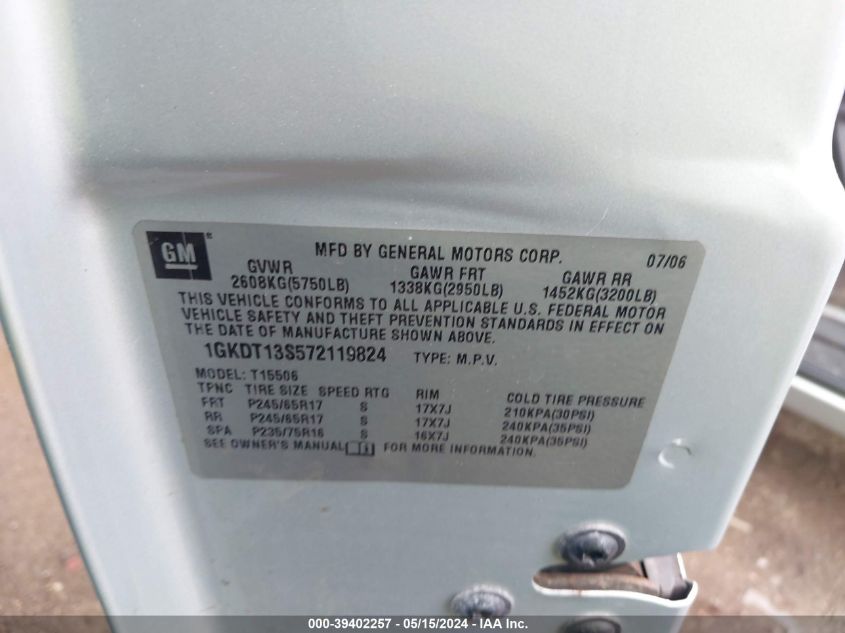 GM
MFD BY GENERAL MOTORS CORP. 07/06
GVWR GAWR FRT GAWR RR
2608KG(5750LB) 1338KG(2950LB) 1452KG(3200LB)
THIS VEHICLE CONFORMS TO ALL APPLICABLE U.S. FEDERAL MOTOR
VEHICLE SAFETY AND THEFT PREVENTION STANDARDS IN EFFECT ON
THE DATE OF MANUFACTURE SHOWN ABOVE.
1GKDT13S572119824 TYPE: M.P.V.
MODEL: T15506
TPNC TIRE SIZE SPEED RTG RIM COLD TIRE PRESSURE
FRT P245/65R17 S 17X7J 210KPA(30PSI)
RR P245/65R17 S 17X7J 240KPA(35PSI)
SPA P235/75R16 S 16X7J 240KPA(35PSI)
SEE OWNER'S MANUAL FOR MORE INFORMATION.
000-39402257 - 05/15/2024 - IAA Inc.